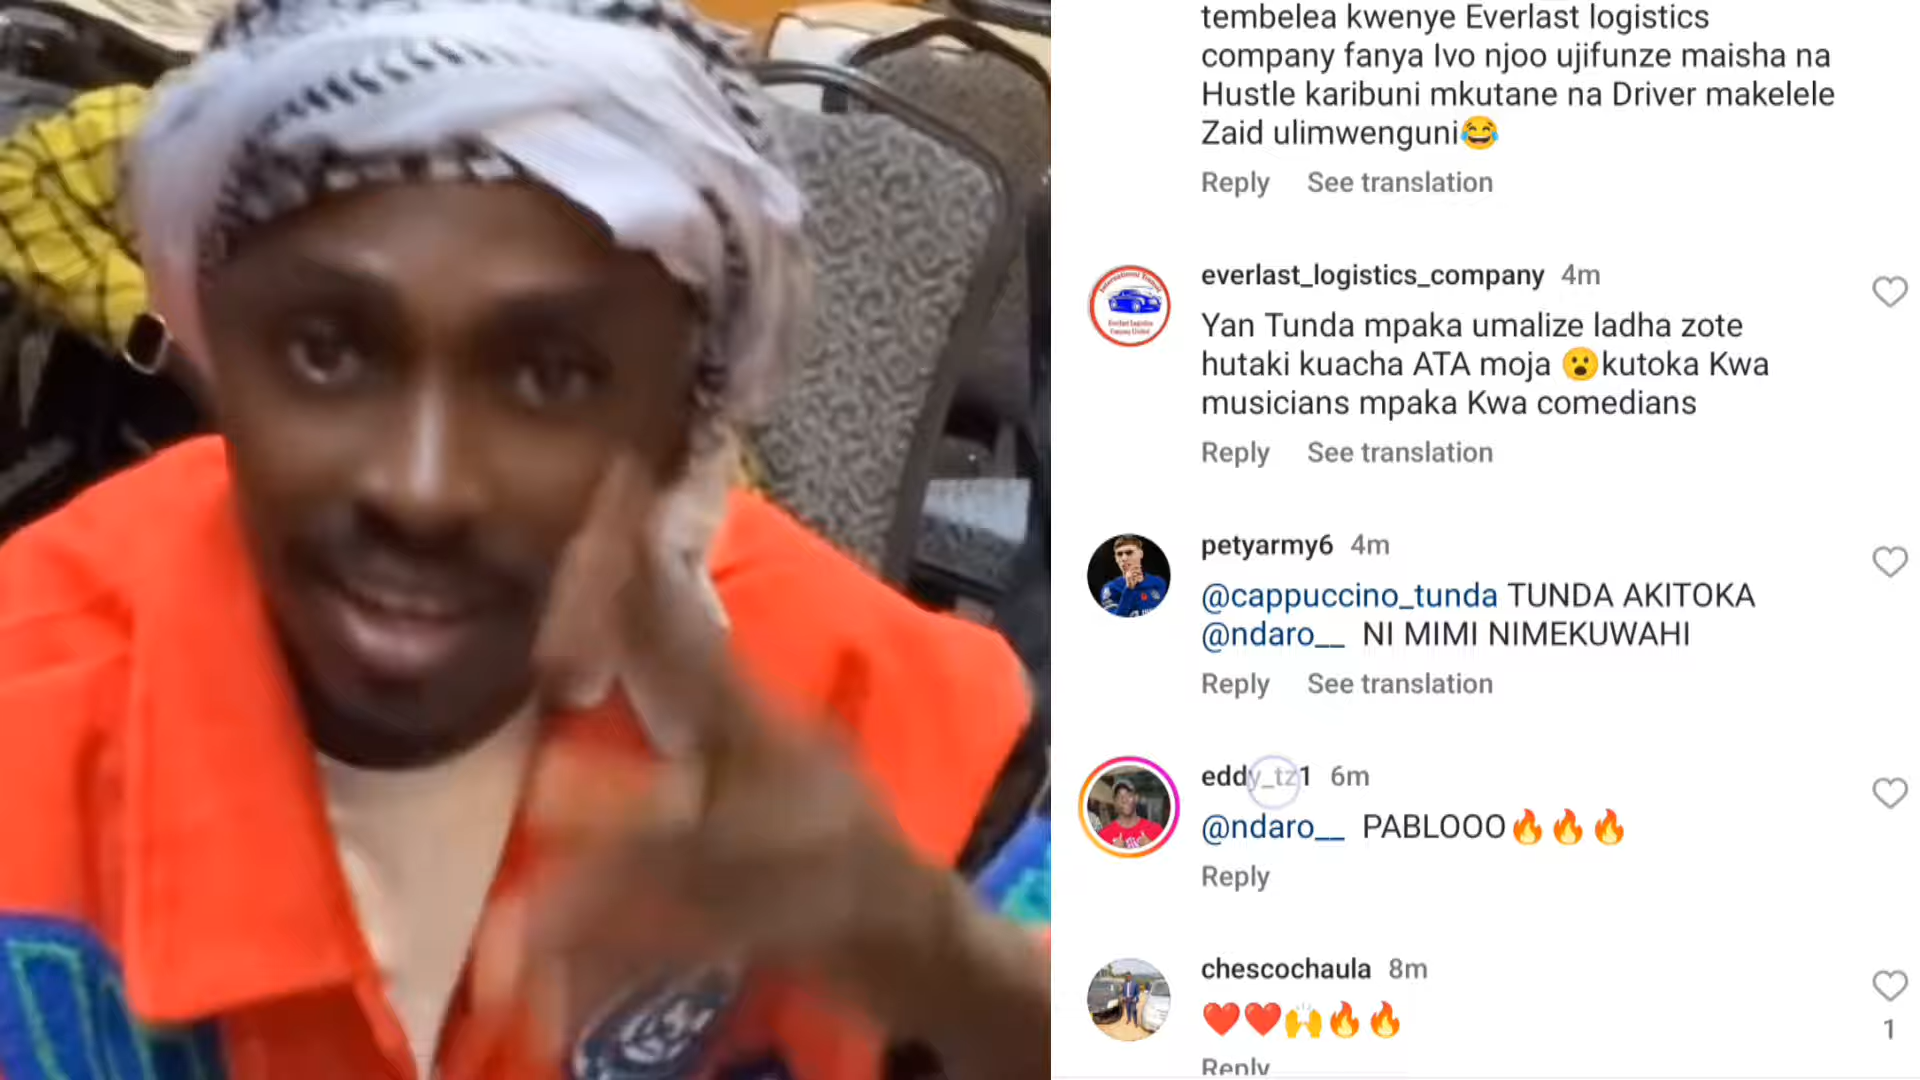 tembelea kwenye Everlast logistics
company fanya Ivo njoo ujifunze maisha na
Hustle karibuni mkutane na Driver makelele
Zaid ulimwenguni😂
Reply See translation
everlast_logistics_company 4m
Yan Tunda mpaka umalize ladha zote
hutaki kuacha ATA moja 😮kutoka Kwa
musicians mpaka Kwa comedians
Reply See translation
petyarmy6 4m
@cappuccino_tunda TUNDA AKITOKA
@ndaro__ NI MIMI NIMEKUWAHI
Reply See translation
eddy_tz1 6m
@ndaro__ PABLOOO🔥🔥🔥
Reply
chescochaula 8m
❤️❤️🙌🔥🔥
1
Reply